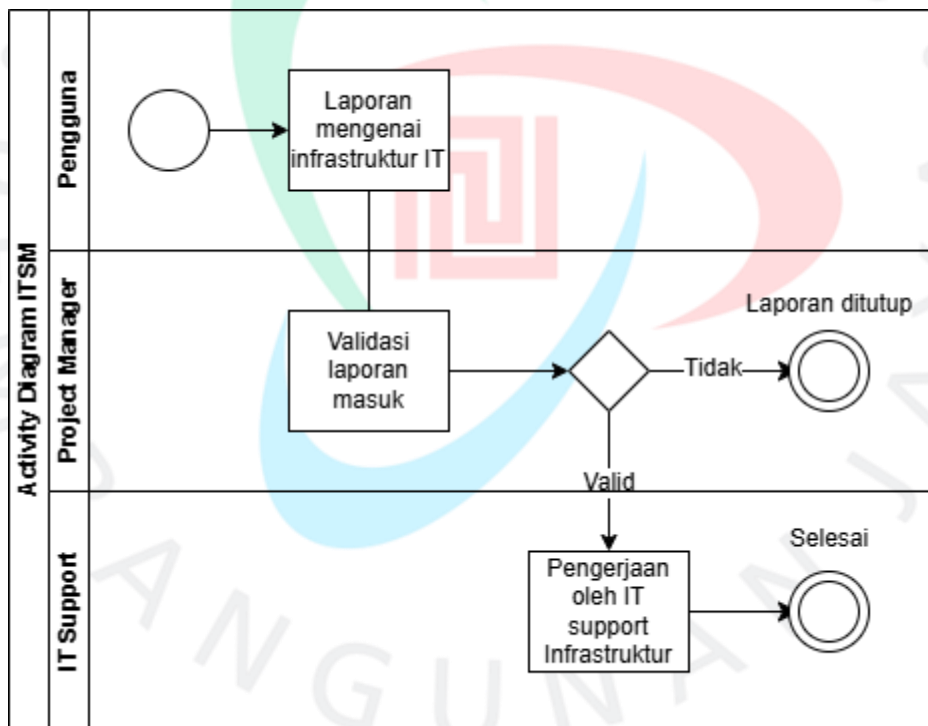 Activity Diagram ITSM
Pengguna
Laporan
mengenai
infrastruktur IT
Project Manager
Validasi
laporan
masuk
Tidak
Laporan ditutup
Valid
IT Support
Pengerjaan
oleh IT
support
Infrastruktur
Selesai